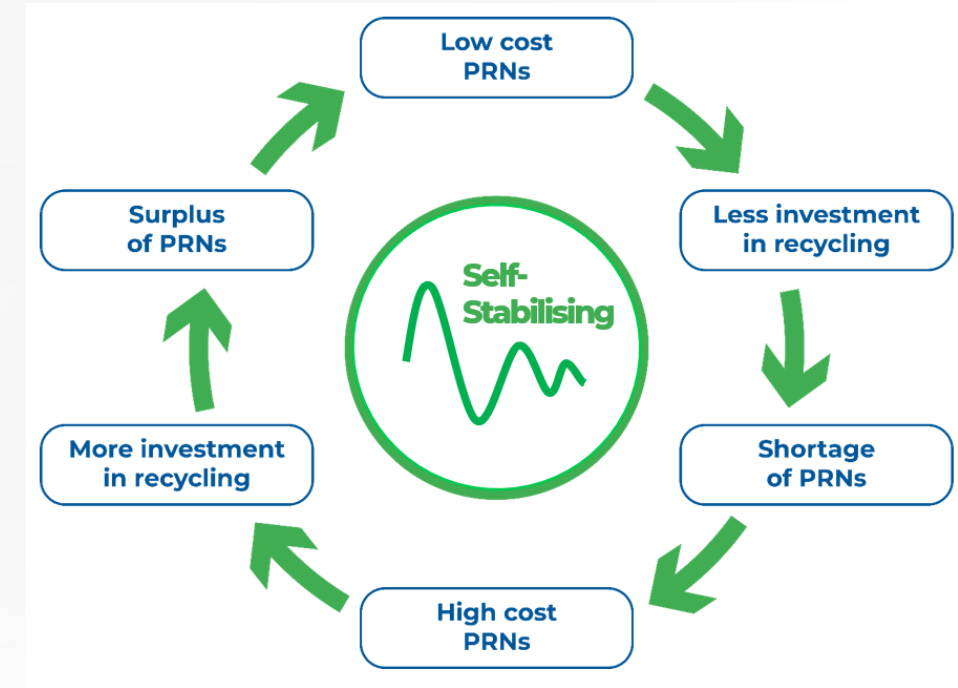 Low cost
PRNs
Less investment
in recycling
Shortage
of PRNs
High cost
PRNs
More investment
in recycling
Surplus
of PRNs
Self-
Stabilising